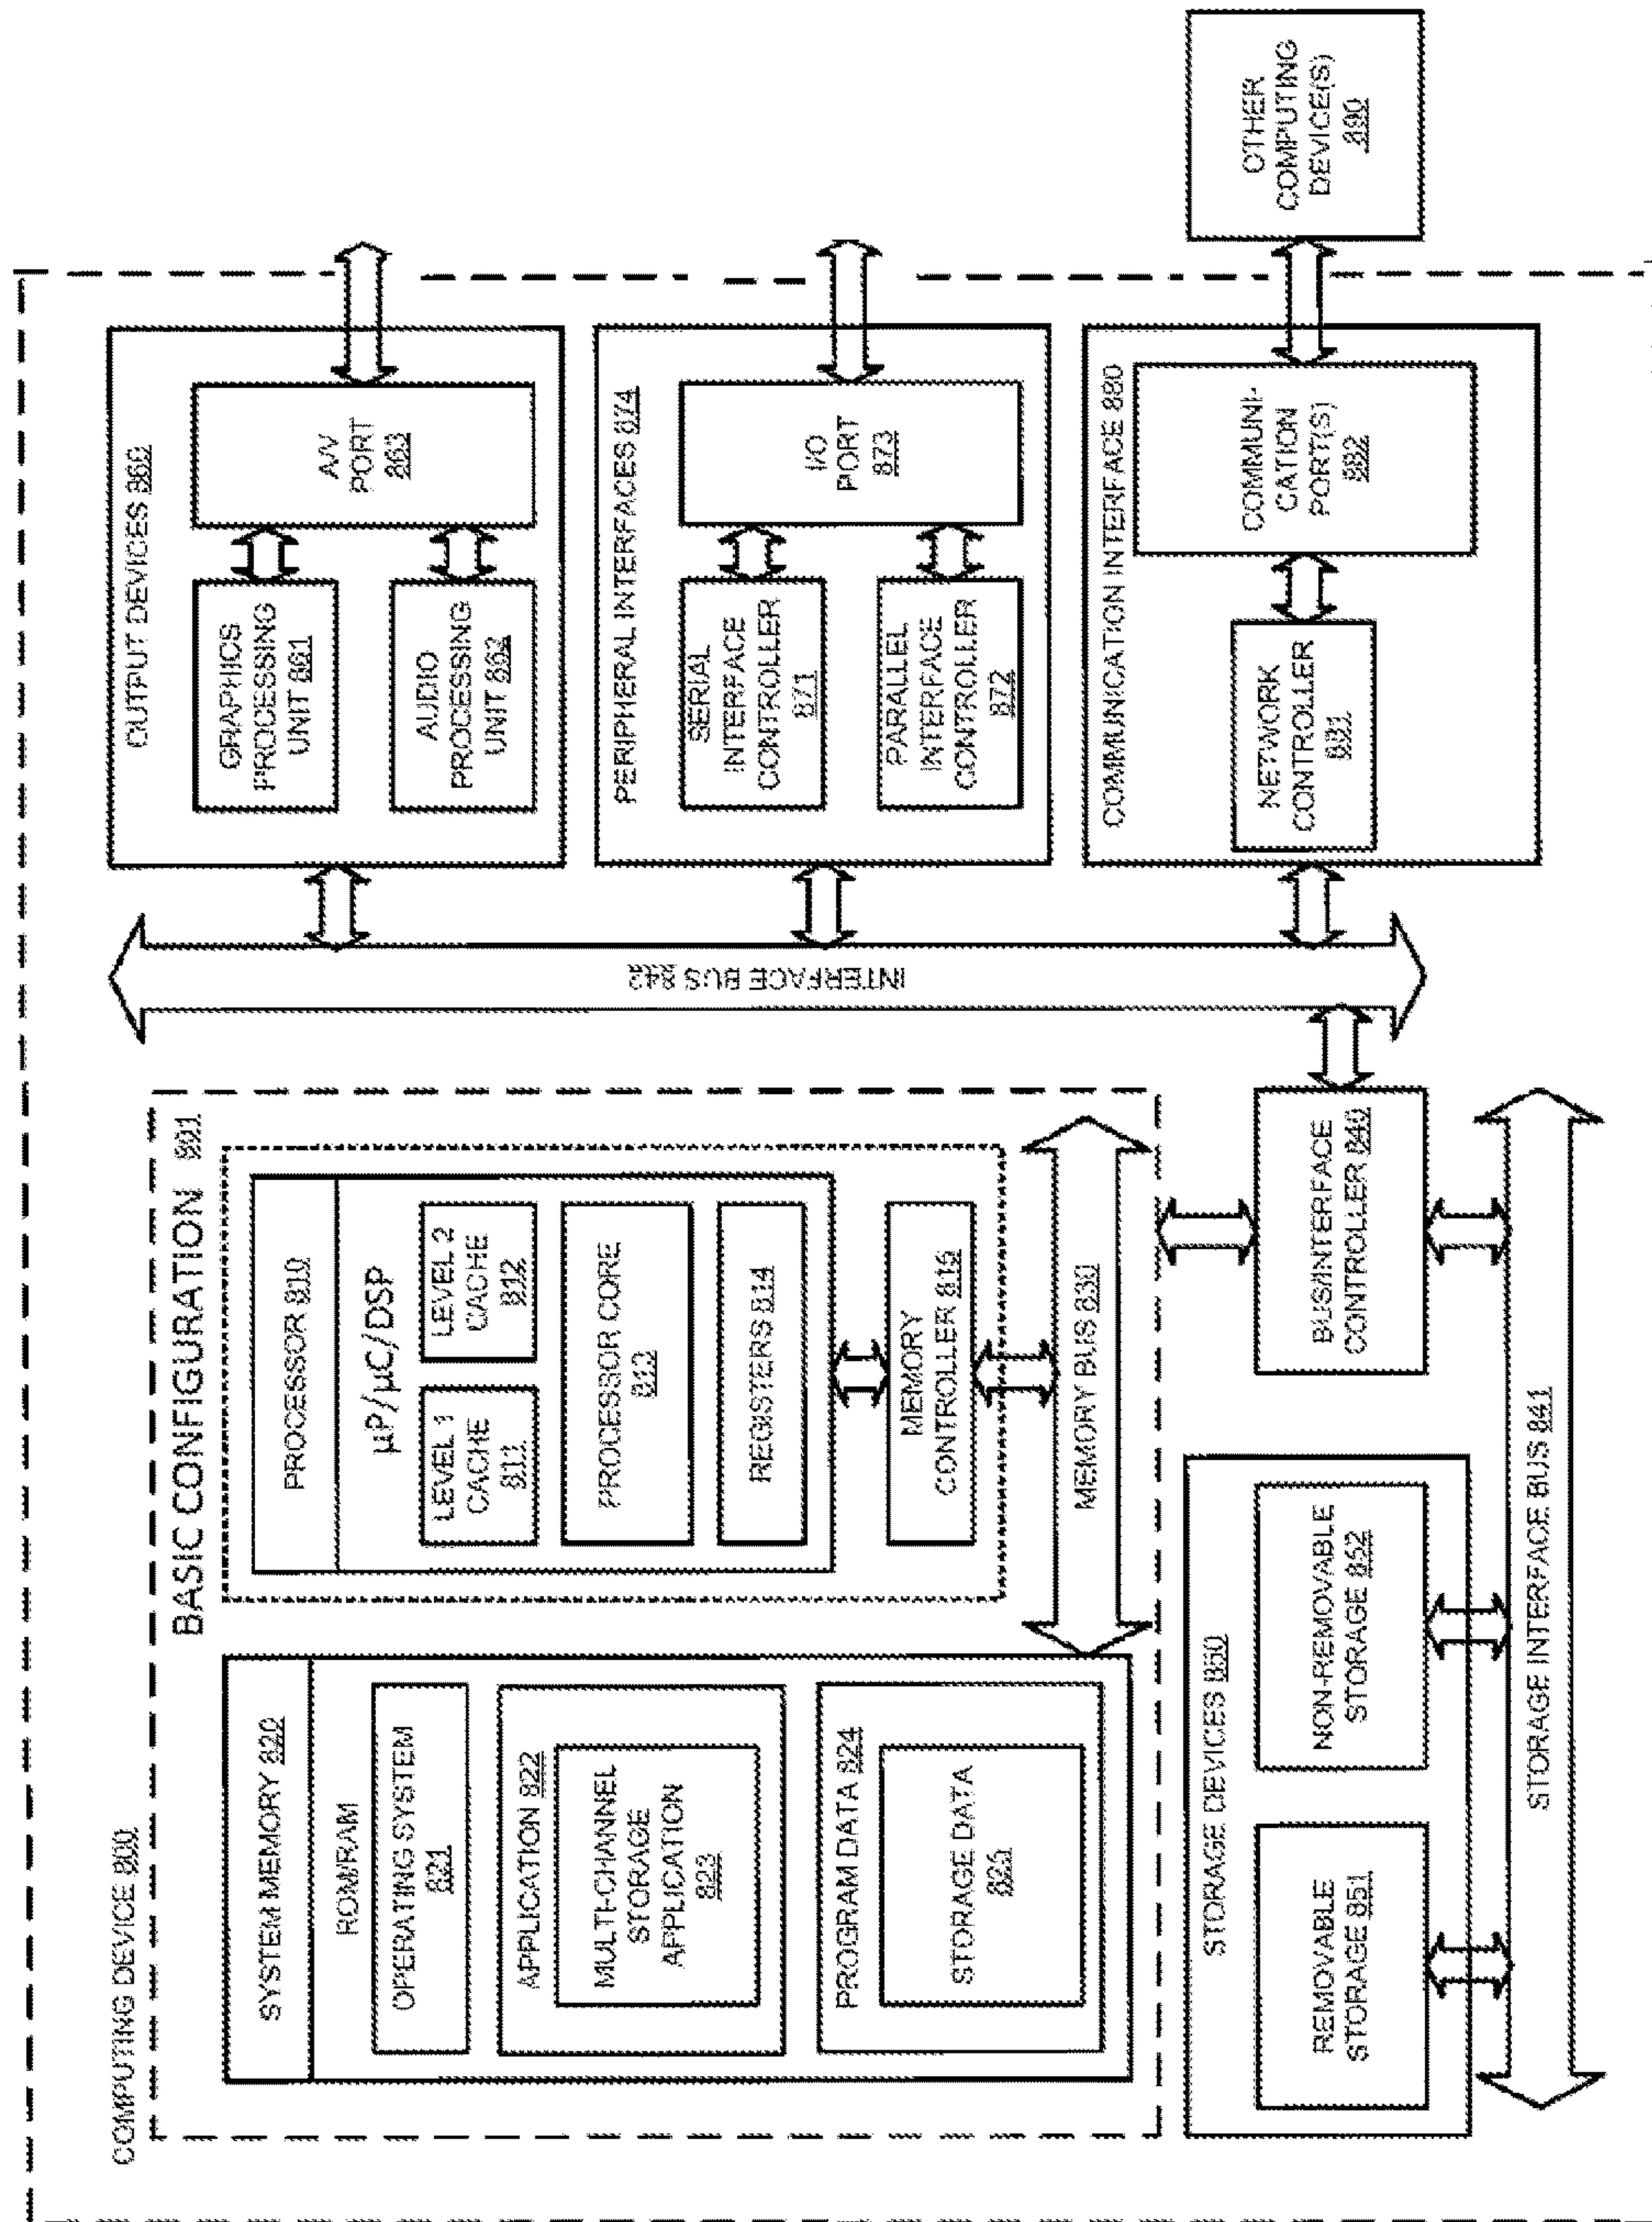 COMPUTING DEVICE 800
BASIC CONFIGURATION 801
SYSTEM MEMORY 820
ROM/RAM
OPERATING SYSTEM
821
APPLICATION 822
MULTI-CHANNEL
STORAGE
APPLICATION
823
PROGRAM DATA 824
STORAGE DATA
825
PROCESSOR 810
µP/µC/DSP
LEVEL 1
CACHE
811
LEVEL 2
CACHE
812
PROCESSOR CORE
813
REGISTERS 814
MEMORY
CONTROLLER 815
MEMORY BUS 830
BUS/INTERFACE
CONTROLLER 840
STORAGE DEVICES 850
REMOVABLE
STORAGE 851
NON-REMOVABLE
STORAGE 852
STORAGE INTERFACE BUS 841
INTERFACE BUS 842
OUTPUT DEVICES 860
GRAPHICS
PROCESSING
UNIT 861
AUDIO
PROCESSING
UNIT 862
A/V
PORT
863
PERIPHERAL INTERFACES 874
SERIAL
INTERFACE
CONTROLLER
871
PARALLEL
INTERFACE
CONTROLLER
872
I/O
PORT
873
COMMUNICATION INTERFACE 880
NETWORK
CONTROLLER
881
COMMUNI-
CATION
PORT(S)
882
OTHER
COMPUTING
DEVICE(S)
890